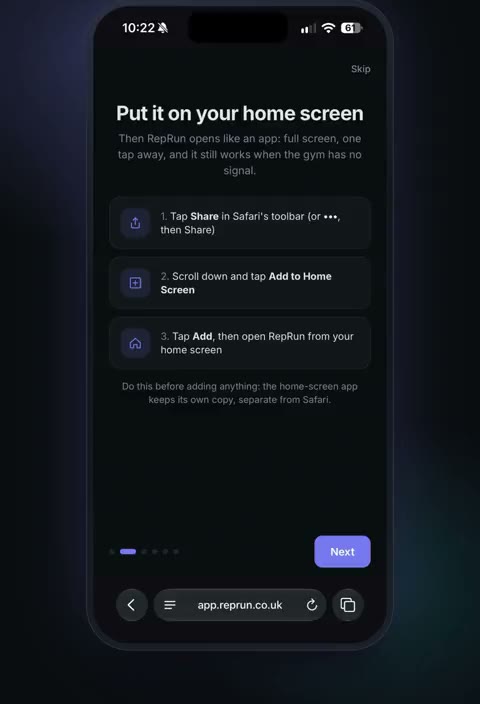 10:22
61
Skip
Put it on your home screen
Then RepRun opens like an app: full screen, one
tap away, and it still works when the gym has no
signal.
1. Tap Share in Safari's toolbar (or •••,
then Share)
2. Scroll down and tap Add to Home
Screen
3. Tap Add, then open RepRun from your
home screen
Do this before adding anything: the home-screen app
keeps its own copy, separate from Safari.
Next
app.reprun.co.uk